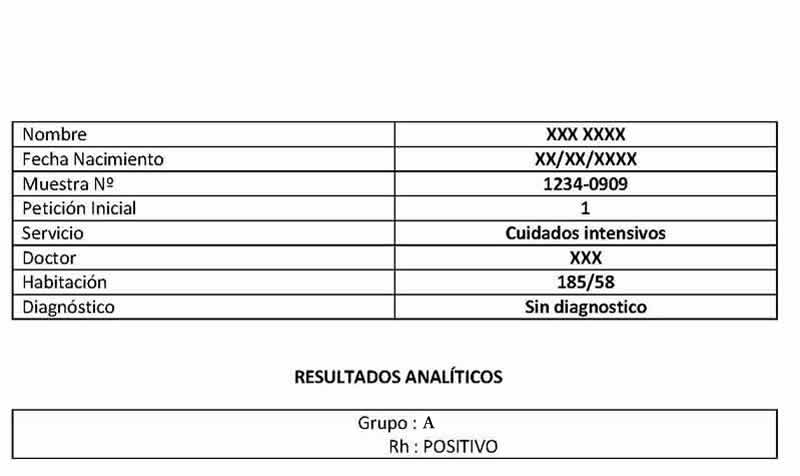 Nombre XXX XXXX
Fecha Nacimiento XX/XX/XXXX
Muestra Nº 1234-0909
Petición Inicial 1
Servicio Cuidados intensivos
Doctor XXX
Habitación 185/58
Diagnóstico Sin diagnostico
RESULTADOS ANALÍTICOS
Grupo : A
Rh : POSITIVO